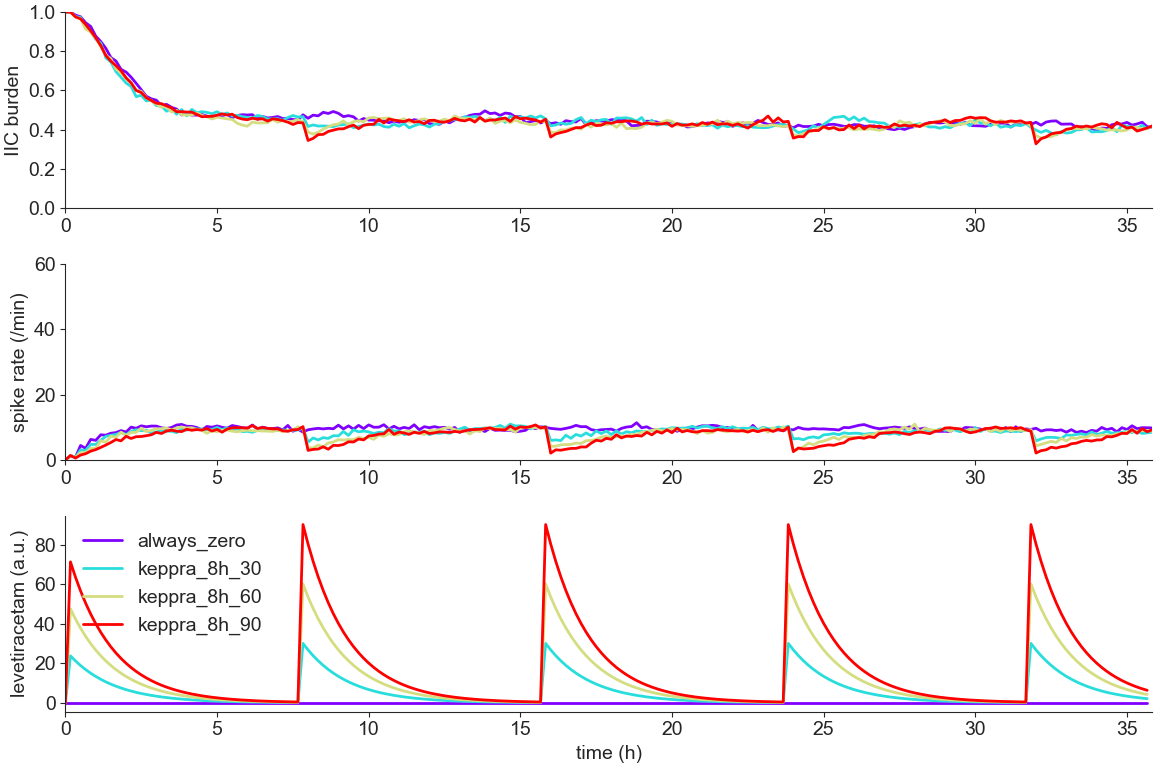 IIC burden
1.0
0.8
0.6
0.4
0.2
0.0
0 5 10 15 20 25 30 35
spike rate (/min)
60
40
20
0
0 5 10 15 20 25 30 35
levetiracetam (a.u.)
80
60
40
20
0
always_zero
keppra_8h_30
keppra_8h_60
keppra_8h_90
0 5 10 15 20 25 30 35
time (h)